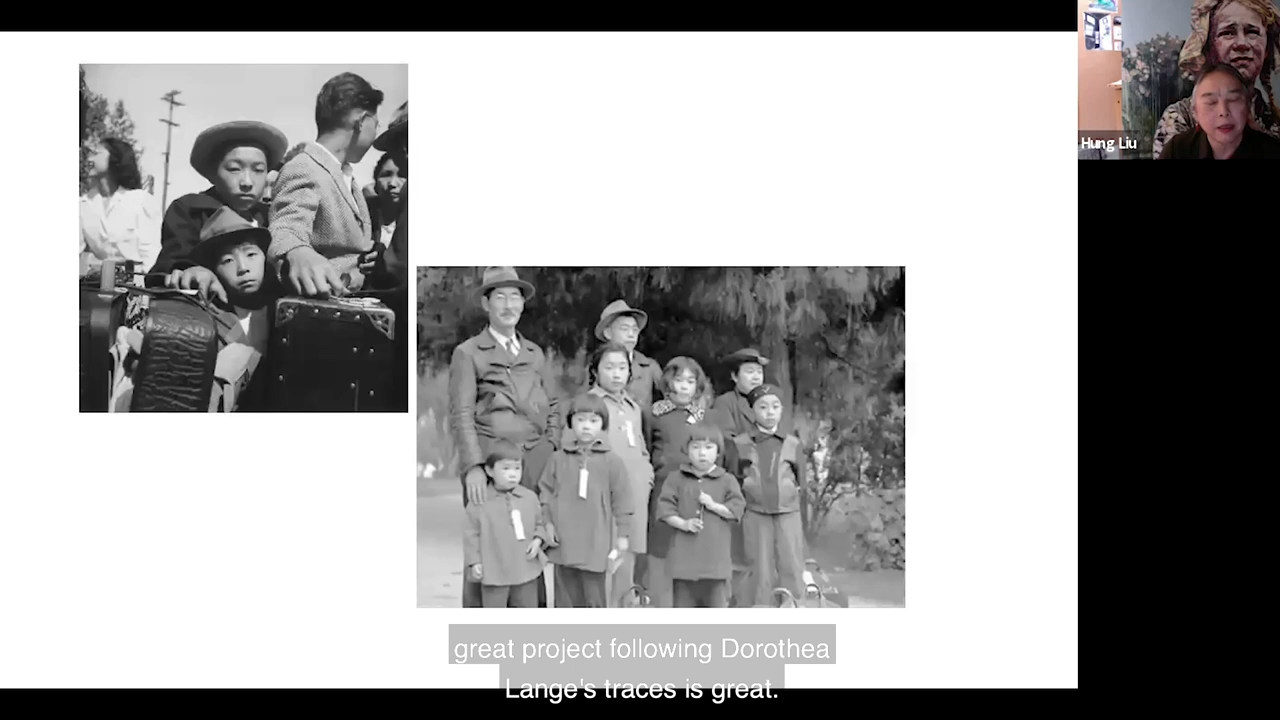 Hung Liu
great project following Dorothea
Lange's traces is great.